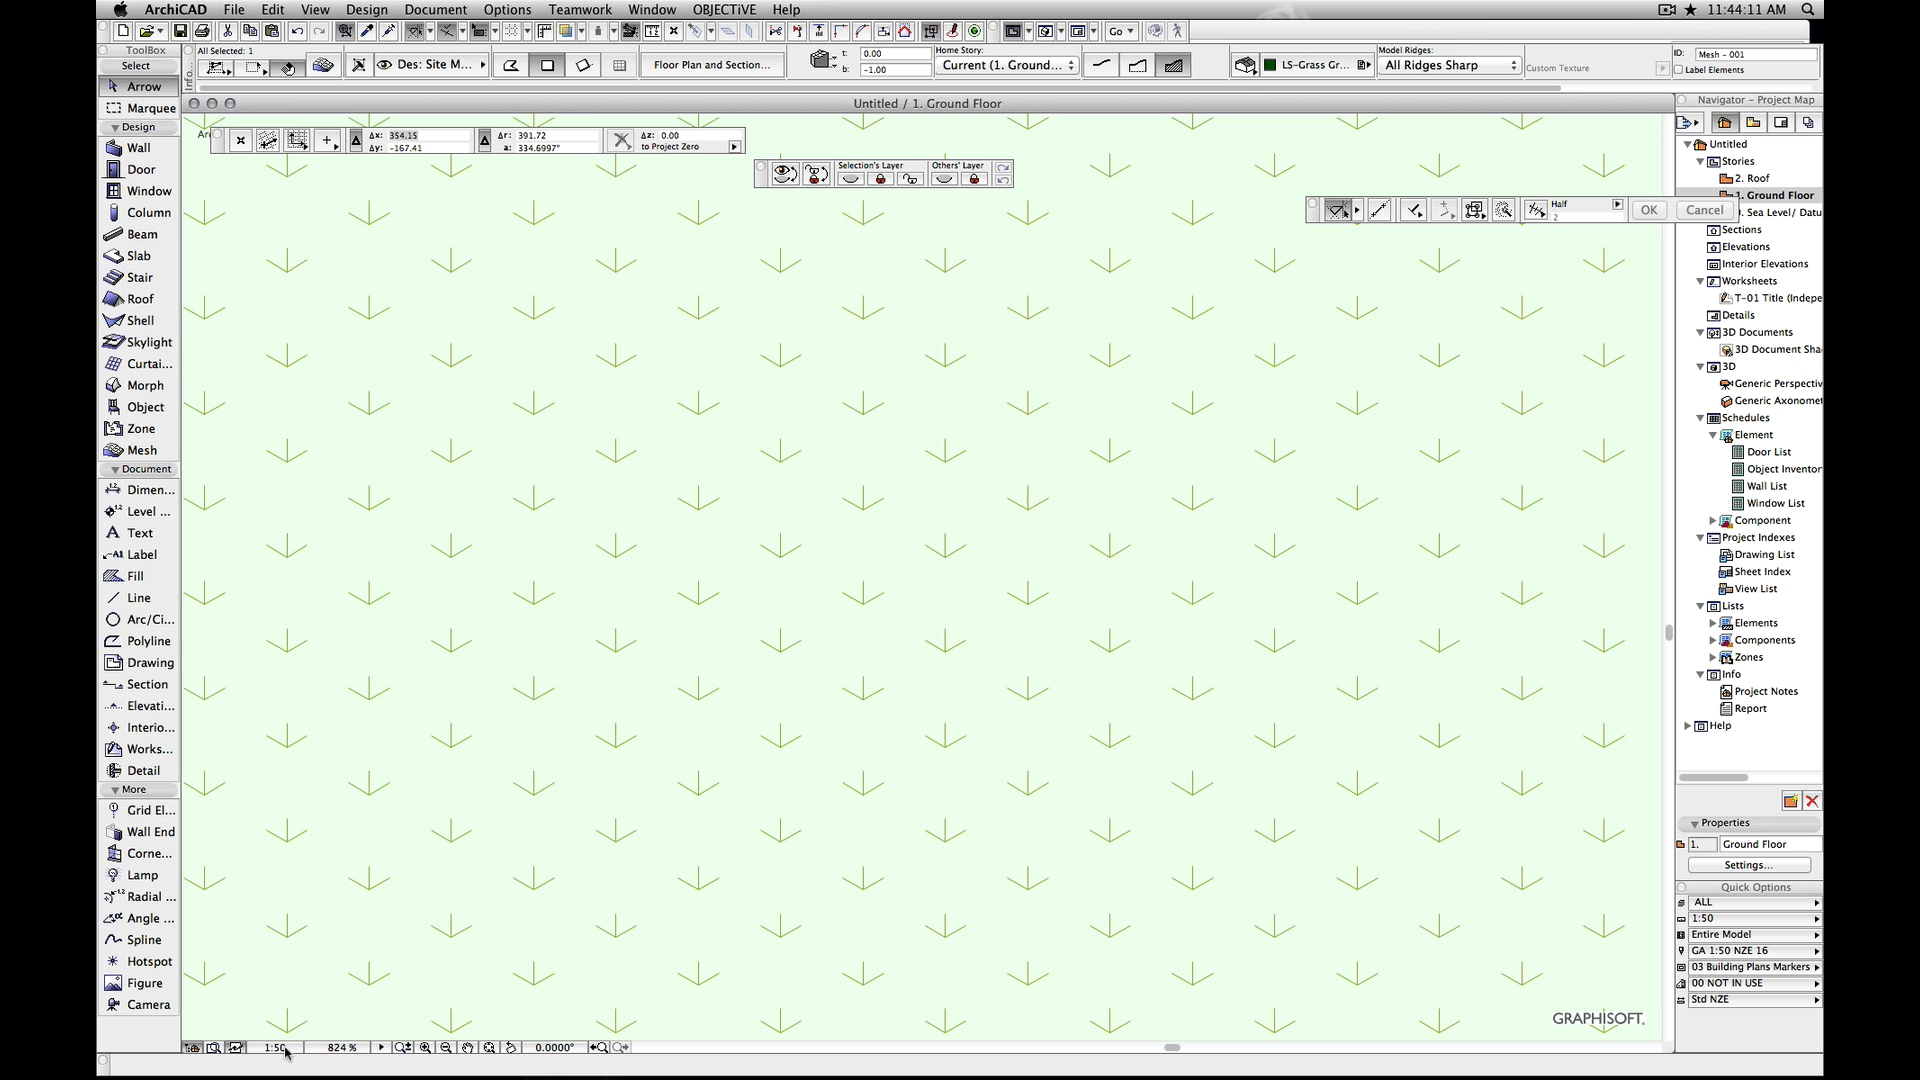 ArchiCAD File Edit View Design Document Options Teamwork Window OBJECTiVE Help 11:44:11 AM
Go
ToolBox
All Selected: 1
Select
Des: Site M...
Floor Plan and Section...
t: 0.00
b: -1.00
Home Story:
Current (1. Ground...
LS-Grass Gr...
Model Ridges:
All Ridges Sharp
Custom Texture
ID: Mesh - 001
Label Elements
Arrow
Marquee
Untitled / 1. Ground Floor
Navigator - Project Map
Design
Wall
Door
Window
Column
Beam
Slab
Stair
Roof
Shell
Skylight
Curtai...
Morph
Object
Zone
Mesh
Document
Dimen...
Level ...
Text
A1 Label
Fill
Line
Arc/Ci...
Polyline
Drawing
Section
Elevati...
Interio...
Works...
Detail
More
Grid El...
Wall End
Corne...
Lamp
Radial ...
Angle ...
Spline
Hotspot
Figure
Camera
Δx: 354.15
Δy: -167.41
Δr: 391.72
a: 334.6997°
Δz: 0.00
to Project Zero
Selection's Layer
Others' Layer
Half
2
OK
Cancel
Untitled
Stories
2. Roof
1. Ground Floor
. Sea Level/ Datu
Sections
Elevations
Interior Elevations
Worksheets
T-01 Title (Indepe
Details
3D Documents
3D Document Sha
3D
Generic Perspectiv
Generic Axonomet
Schedules
Element
Door List
Object Inventor
Wall List
Window List
Component
Project Indexes
Drawing List
Sheet Index
View List
Lists
Elements
Components
Zones
Info
Project Notes
Report
Help
Properties
1. Ground Floor
Settings...
Quick Options
ALL
1:50
Entire Model
GA 1:50 NZE 16
03 Building Plans Markers
00 NOT IN USE
Std NZE
GRAPHISOFT.
1:50
824 %
0.0000°